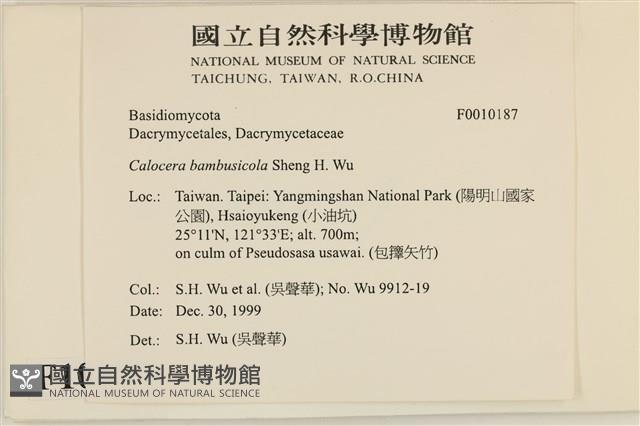 國立自然科學博物館
NATIONAL MUSEUM OF NATURAL SCIENCE
TAICHUNG, TAIWAN, R.O.CHINA
Basidiomycota F0010187
Dacrymycetales, Dacrymycetaceae
Calocera bambusicola Sheng H. Wu
Loc.: Taiwan. Taipei: Yangmingshan National Park (陽明山國家
公園), Hsaioyukeng (小油坑)
25°11'N, 121°33'E; alt. 700m;
on culm of Pseudosasa usawai. (包籜矢竹)
Col.: S.H. Wu et al. (吳聲華); No. Wu 9912-19
Date: Dec. 30, 1999
Det.: S.H. Wu (吳聲華)
國立自然科學博物館
NATIONAL MUSEUM OF NATURAL SCIENCE